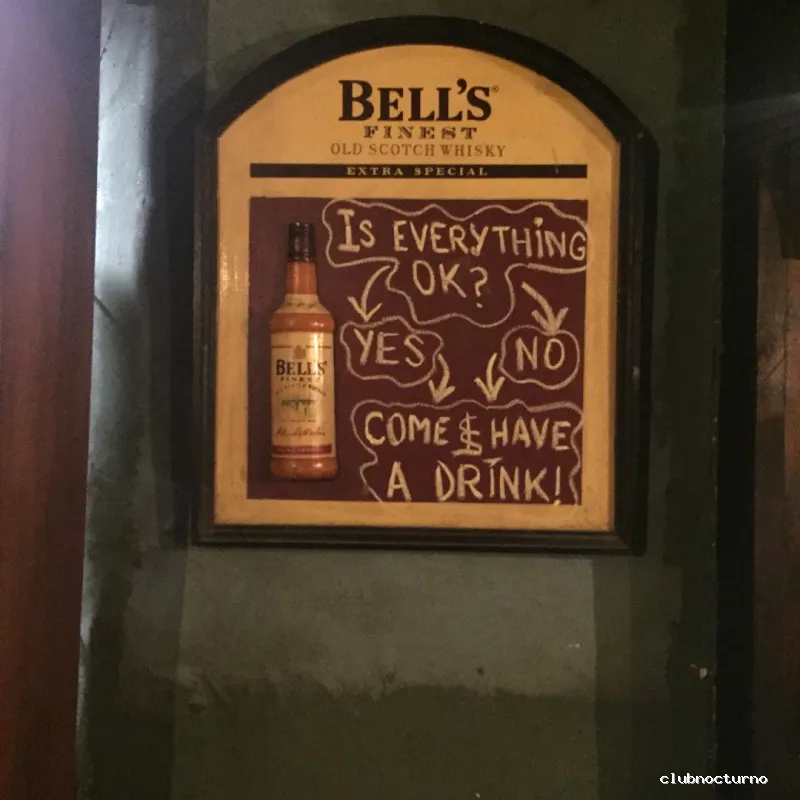 BELL'S®
FINEST
OLD SCOTCH WHISKY
EXTRA SPECIAL
IS EVERYTHING
OK?
YES
NO
COME & HAVE
A DRINK!
BELL'S
FINEST
clubnocturno